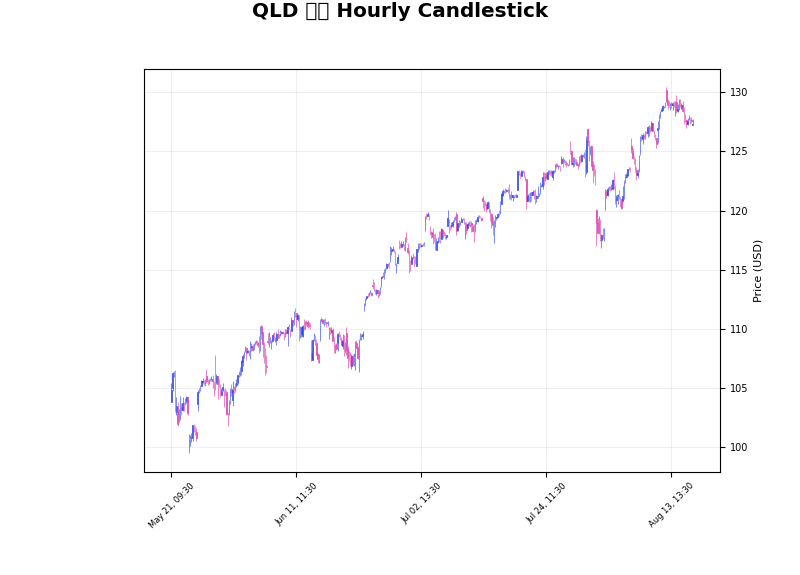 QLD Hourly Candlestick
130
125
120
115
110
105
100
Price (USD)
May 21, 09:30
Jun 11, 11:30
Jul 02, 13:30
Jul 24, 11:30
Aug 13, 13:30